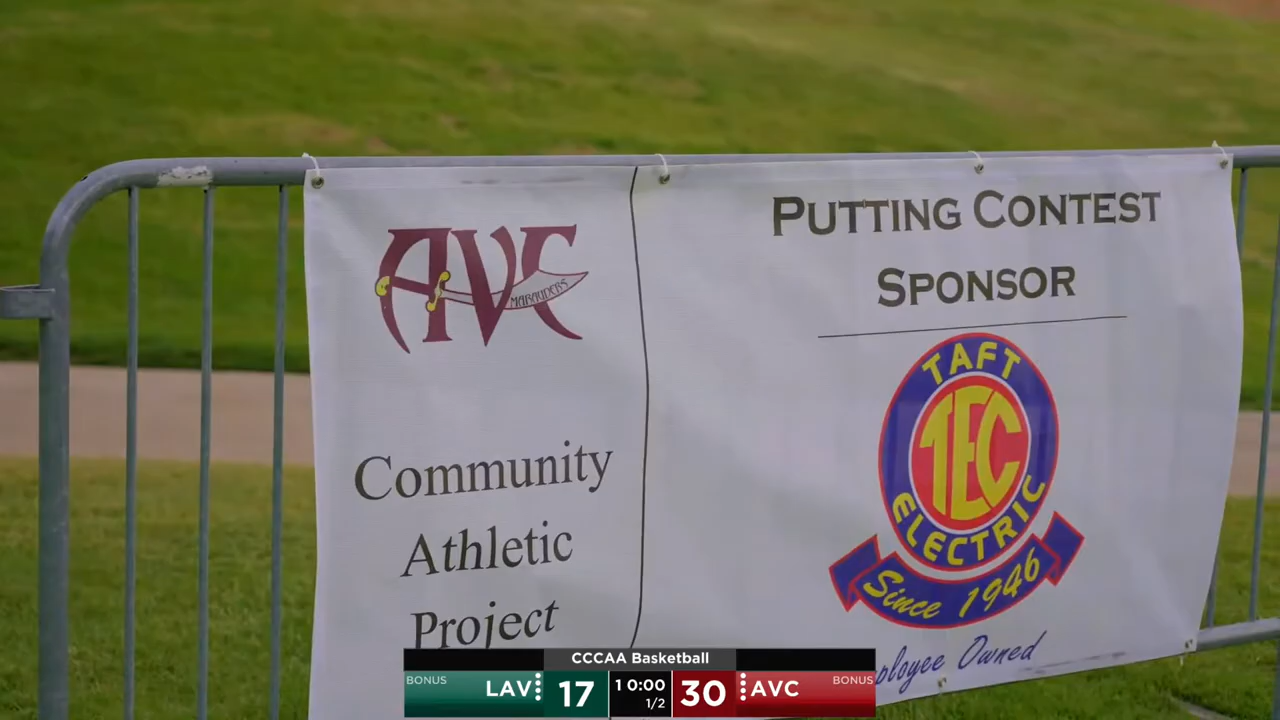 AVC
MARAUDERS
Community
Athletic
Project
PUTTING CONTEST
SPONSOR
TAFT
TEC
ELECTRIC
Since 1946
Owned
CCCAA Basketball
BONUS LAV 17 1 0:00 1/2 30 AVC BONUS